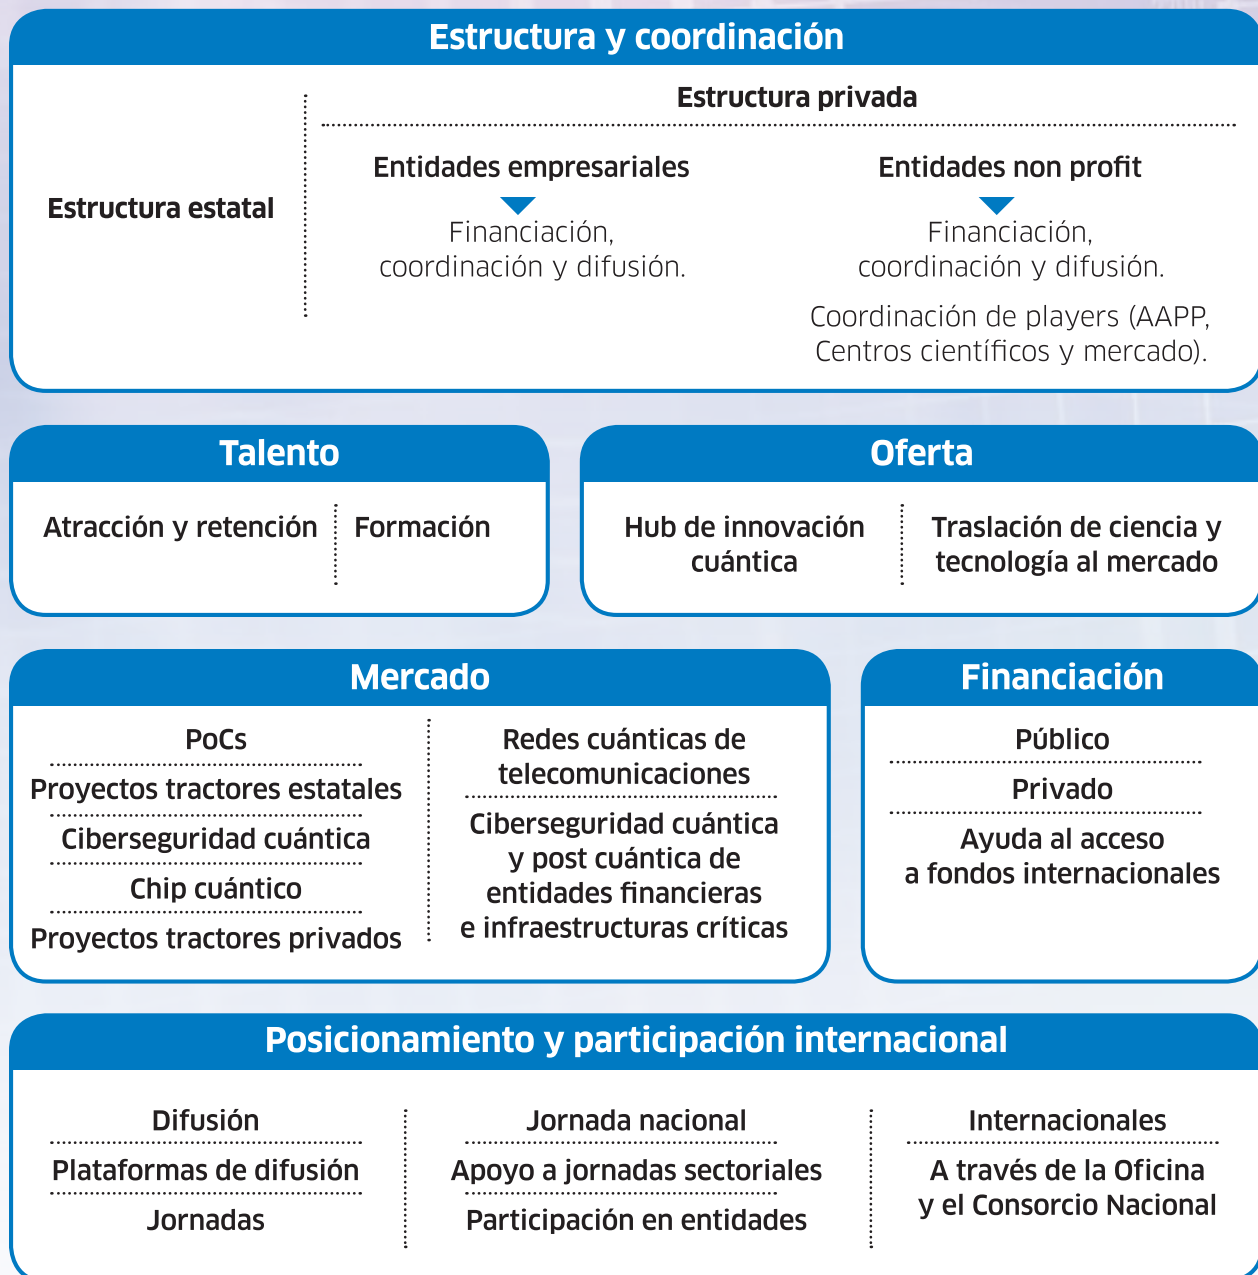 Estructura y coordinación
Estructura estatal
Estructura privada
Entidades empresariales
Financiación,
coordinación y difusión.
Entidades non profit
Financiación,
coordinación y difusión.
Coordinación de players (AAPP,
Centros científicos y mercado).
Talento
Atracción y retención
Formación
Oferta
Hub de innovación
cuántica
Traslación de ciencia y
tecnología al mercado
Mercado
PoCs
Proyectos tractores estatales
Ciberseguridad cuántica
Chip cuántico
Proyectos tractores privados
Redes cuánticas de
telecomunicaciones
Ciberseguridad cuántica
y post cuántica de
entidades financieras
e infraestructuras críticas
Financiación
Público
Privado
Ayuda al acceso
a fondos internacionales
Posicionamiento y participación internacional
Difusión
Plataformas de difusión
Jornadas
Jornada nacional
Apoyo a jornadas sectoriales
Participación en entidades
Internacionales
A través de la Oficina
y el Consorcio Nacional